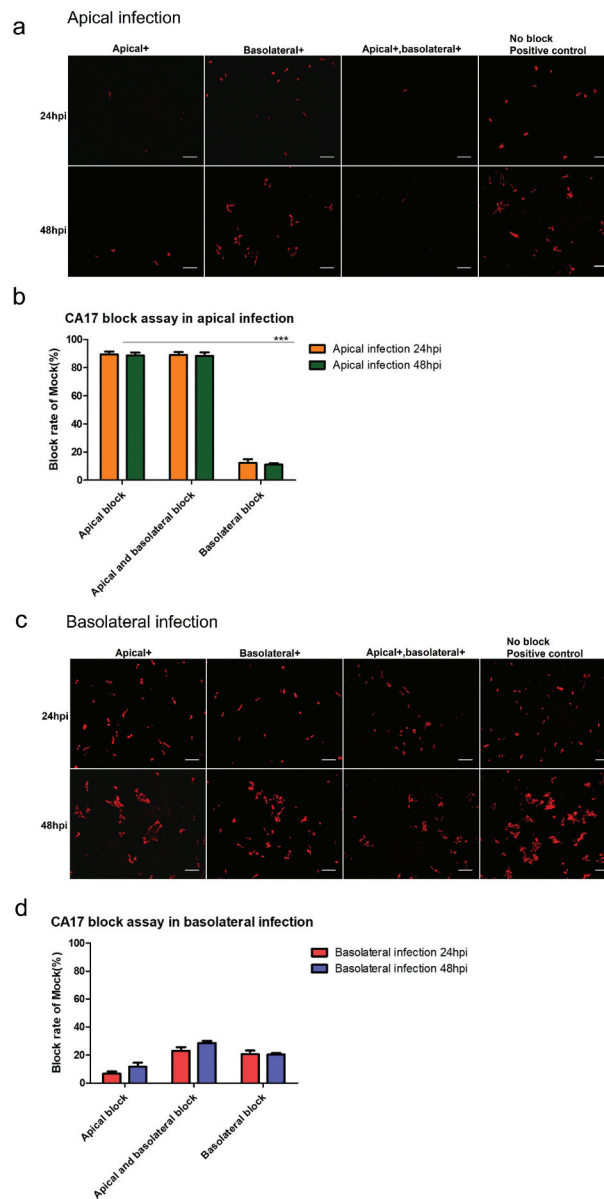 a
Apical infection
Apical+
Basolateral+
Apical+,basolateral+
No block
Positive control
24hpi
48hpi
b
CA17 block assay in apical infection
Block rate of Mock(%)
100
80
60
40
20
0
***
Apical infection 24hpi
Apical infection 48hpi
Apical block
Apical and basolateral block
Basolateral block
c
Basolateral infection
Apical+
Basolateral+
Apical+,basolateral+
No block
Positive control
24hpi
48hpi
d
CA17 block assay in basolateral infection
Block rate of Mock(%)
100
80
60
40
20
0
Basolateral infection 24hpi
Basolateral infection 48hpi
Apical block
Apical and basolateral block
Basolateral block